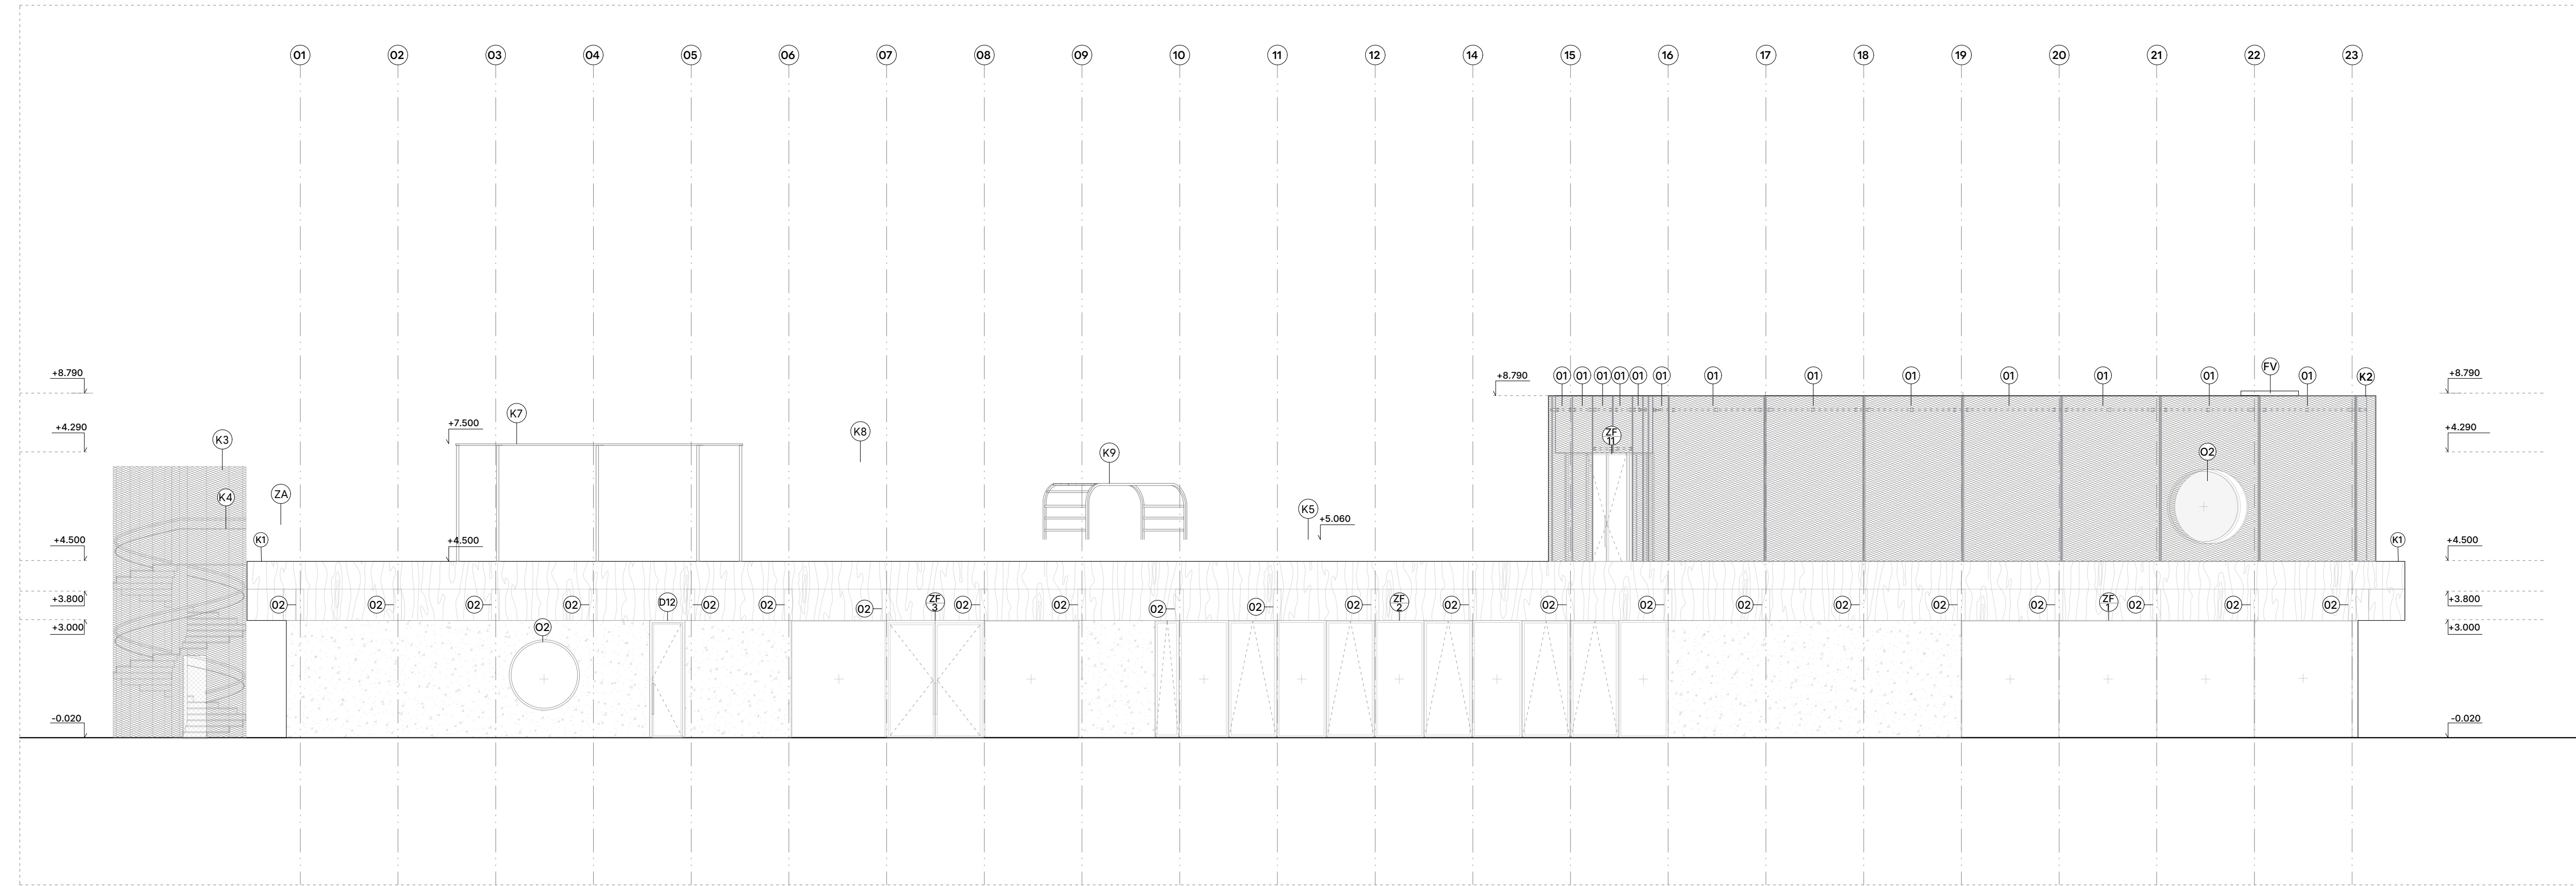 01 02 03 04 05 06 07 08 09 10 11 12 14 15 16 17 18 19 20 21 22 23
FV
+8.790 +8.790 01 01 01 01 01 01 01 01 01 01 01 01 01 K2 +8.790
K7
+4.290 +7.500 K8 ZF +4.290
11
K3 K9 O2
K4 ZA
K5
+5.060
+4.500 K1 +4.500 K1 +4.500
+3.800 02 02 02 02 D12 02 02 02 ZF 02 02 02 02 02 ZF 02 02 02 02 02 02 02 ZF 02 02 02 +3.800
3 2 1
+3.000 O2 +3.000
-0.020 -0.020